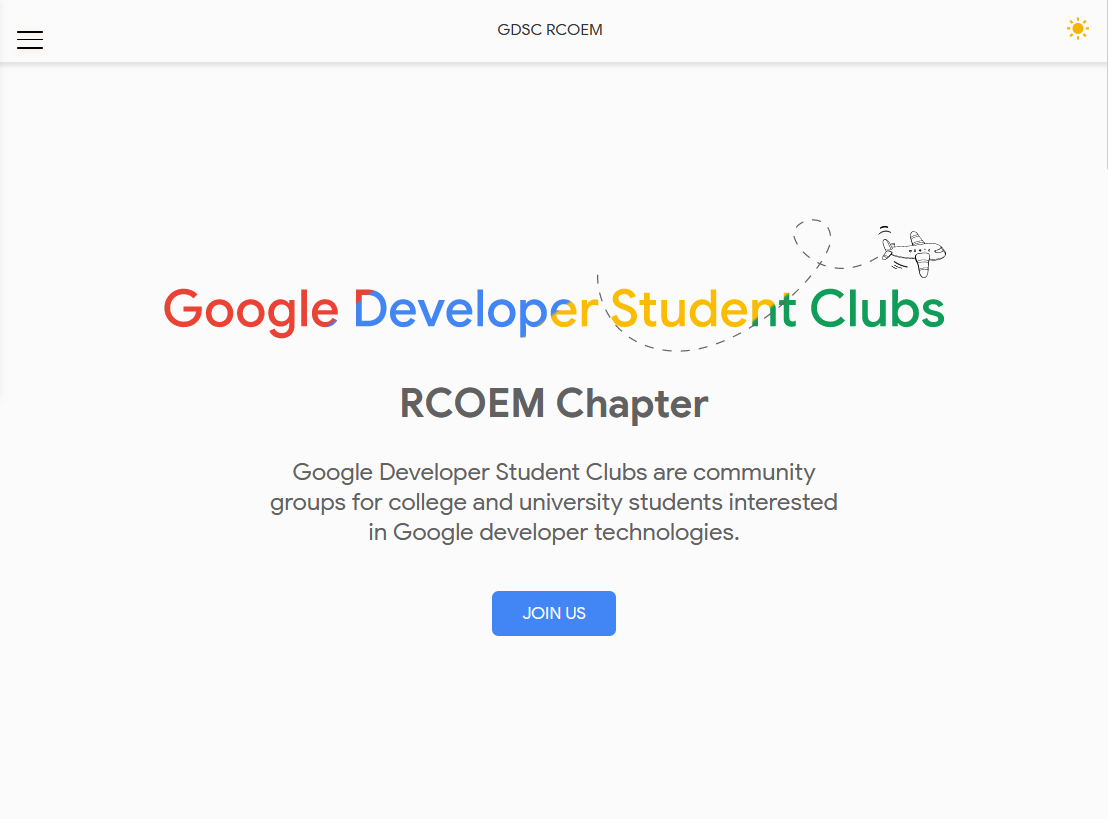 GDSC RCOEM
Google Developer Student Clubs
RCOEM Chapter
Google Developer Student Clubs are community
groups for college and university students interested
in Google developer technologies.
JOIN US